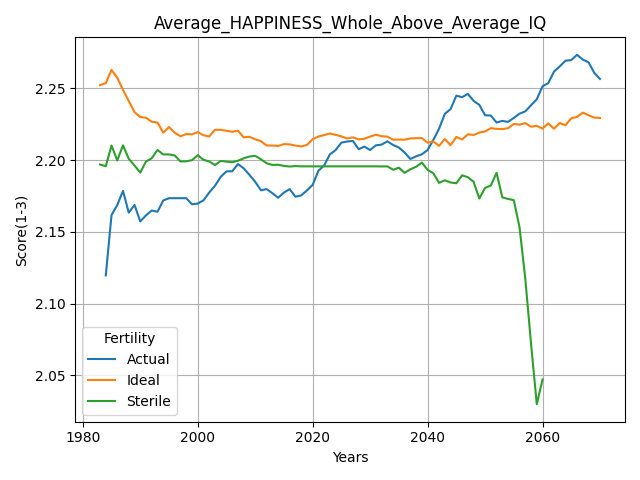 Average_HAPPINESS_Whole_Above_Average_IQ
Score(1-3)
2.25
2.20
2.15
2.10
2.05
Fertility
Actual
Ideal
Sterile
1980 2000 2020 2040 2060
Years